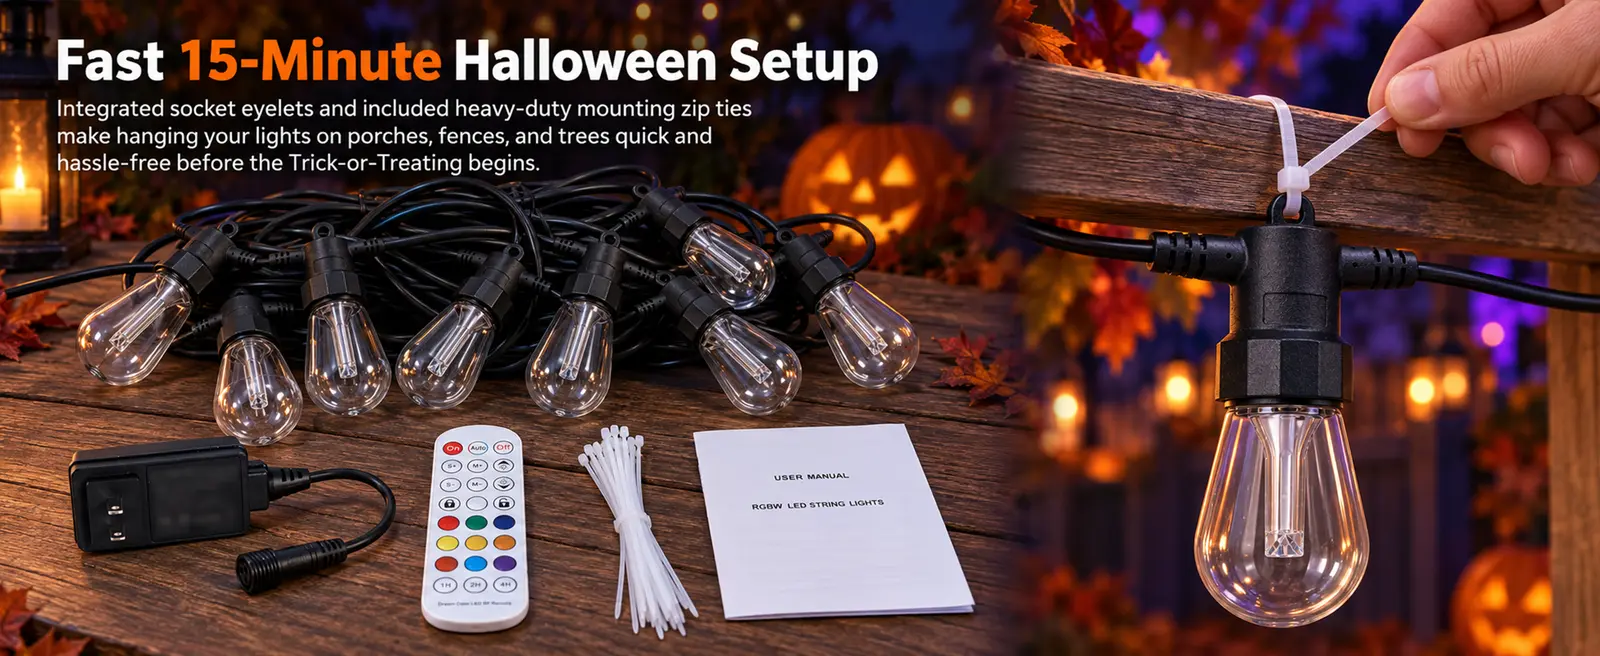 Fast 15-Minute Halloween Setup
Integrated socket eyelets and included heavy-duty mounting zip ties
make hanging your lights on porches, fences, and trees quick and
hassle-free before the Trick-or-Treating begins.
On Auto Off
S+ M+
S- M-
1H 2H 4H
USER MANUAL
RGBW LED STRING LIGHTS